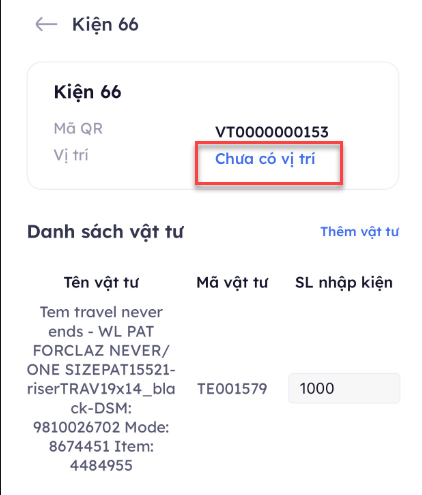 Kiện 66
Kiện 66
Mã QR VT0000000153
Vị trí Chưa có vị trí
Danh sách vật tư Thêm vật tư
Tên vật tư Mã vật tư SL nhập kiện
Tem travel never
ends - WL PAT
FORCLAZ NEVER/
ONE SIZEPAT15521-
riserTRAV19x14_bla
ck-DSM:
9810026702 Mode:
8674451 Item:
4484955
TE001579
1000